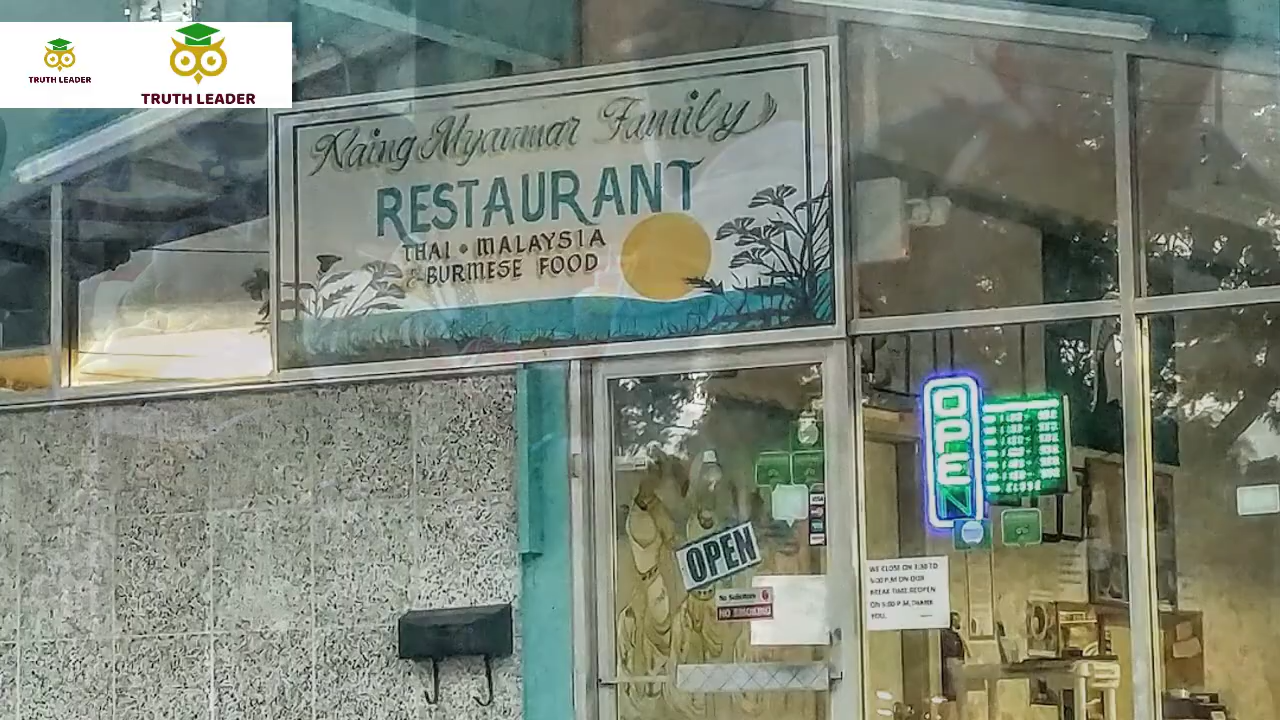 TRUTH LEADER
TRUTH LEADER
Naing Myanmar Family
RESTAURANT
THAI • MALAYSIA
BURMESE FOOD
OPEN
OPEN
No Solicitors
NO SMOKING
WE CLOSE ON 3:30 TO
5:00 P.M ON OUR
BREAK TIME.REOPEN
ON 5:00 P.M, THANK
YOU.